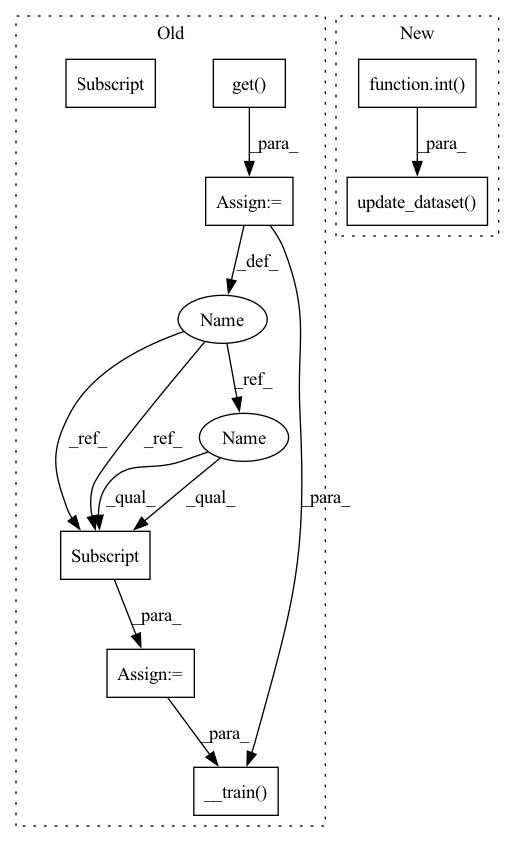 Old
New
Subscript
get()
function.int()
_para_
_para_
Assign:=
update_dataset()
_def_
Name
_ref_
_ref_
_ref_
Name
_qual_
_qual_
_para_
Subscript
_para_
Assign:=
_para_
__train()